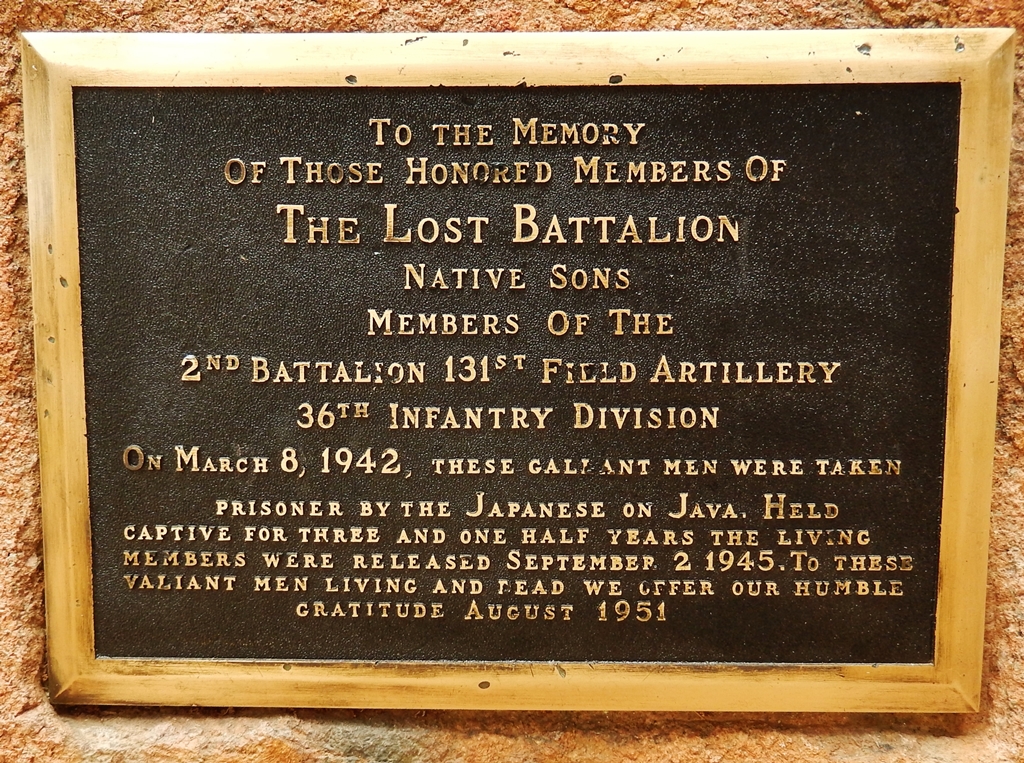 To the Memory
Of Those Honored Members Of
The Lost Battalion
Native Sons
Members Of The
2nd Battalion 131st Field Artillery
36th Infantry Division
On March 8, 1942, these gallant men were taken
prisoner by the Japanese on Java. Held
captive for three and one half years the living
members were released September 2 1945. To these
valiant men living and dead we offer our humble
gratitude August 1951